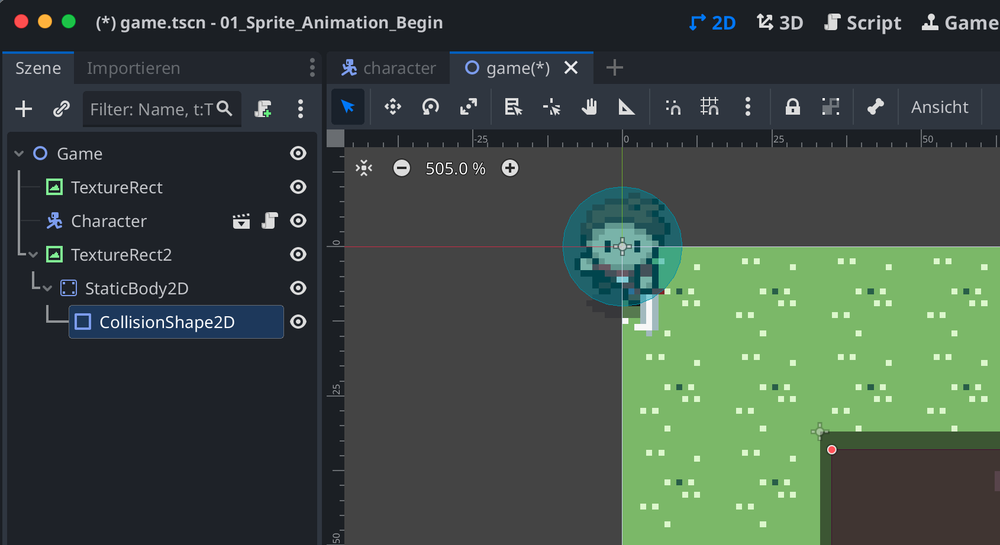 (*) game.tscn - 01_Sprite_Animation_Begin
2D 3D Script Game
Szene Importieren
character game(*)
Filter: Name, t:T
Ansicht
-25 0 25 50
505.0 %
Game
TextureRect
Character
TextureRect2
StaticBody2D
CollisionShape2D
0
25
50